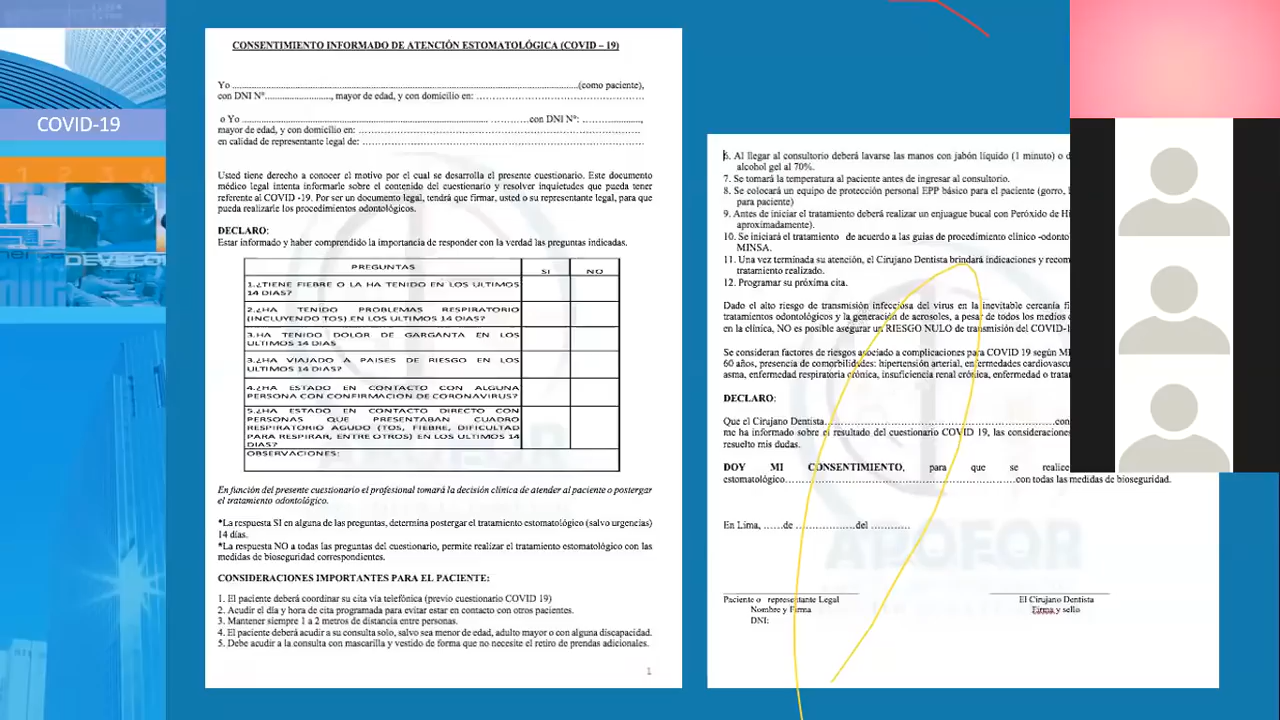 COVID-19
CONSENTIMIENTO INFORMADO DE ATENCIÓN ESTOMATOLÓGICA (COVID – 19)
Yo ..........................................................................(como paciente),
con DNI Nº........................, mayor de edad, y con domicilio en: ……………………………………
o Yo ................................................................ …………con DNI Nº: …….............,
mayor de edad, y con domicilio en: ……………………………………………………………
en calidad de representante legal de: ……………………………………………………………
Usted tiene derecho a conocer el motivo por el cual se desarrolla el presente cuestionario. Este documento
médico legal intenta informarle sobre el contenido del cuestionario y resolver inquietudes que pueda tener
referente al COVID -19. Por ser un documento legal, tendrá que firmar, usted o su representante legal, para que
pueda realizarle los procedimientos odontológicos.
DECLARO:
Estar informado y haber comprendido la importancia de responder con la verdad las preguntas indicadas.
PREGUNTAS SI NO
1.¿TIENE FIEBRE O LA HA TENIDO EN LOS ULTIMOS
14 DIAS?
2.¿HA TENIDO PROBLEMAS RESPIRATORIO
(INCLUYENDO TOS) EN LOS ULTIMOS 14 DIAS?
3.HA TENIDO DOLOR DE GARGANTA EN LOS
ULTIMOS 14 DIAS
3.¿HA VIAJADO A PAISES DE RIESGO EN LOS
ULTIMOS 14 DIAS?
4.¿HA ESTADO EN CONTACTO CON ALGUNA
PERSONA CON CONFIRMACION DE CORONAVIRUS?
5.¿HA ESTADO EN CONTACTO DIRECTO CON
PERSONAS QUE PRESENTABAN CUADRO
RESPIRATORIO AGUDO (TOS, FIEBRE, DIFICULTAD
PARA RESPIRAR, ENTRE OTROS) EN LOS ULTIMOS 14
DIAS?
OBSERVACIONES:
En función del presente cuestionario el profesional tomará la decisión clínica de atender al paciente o postergar
el tratamiento odontológico.
*La respuesta SI en alguna de las preguntas, determina postergar el tratamiento estomatológico (salvo urgencias)
14 días.
*La respuesta NO a todas las preguntas del cuestionario, permite realizar el tratamiento estomatológico con las
medidas de bioseguridad correspondientes.
CONSIDERACIONES IMPORTANTES PARA EL PACIENTE:
1. El paciente deberá coordinar su cita vía telefónica (previo cuestionario COVID 19)
2. Acudir el día y hora de cita programada para evitar estar en contacto con otros pacientes.
3. Mantener siempre 1 a 2 metros de distancia entre personas.
4. El paciente deberá acudir a su consulta solo, salvo sea menor de edad, adulto mayor o con alguna discapacidad.
5. Debe acudir a la consulta con mascarilla y vestido de forma que no necesite el retiro de prendas adicionales.
1
6. Al llegar al consultorio deberá lavarse las manos con jabón líquido (1 minuto) o d
alcohol gel al 70%.
7. Se tomará la temperatura al paciente antes de ingresar al consultorio.
8. Se colocará un equipo de protección personal EPP básico para el paciente (gorro,
para paciente)
9. Antes de iniciar el tratamiento deberá realizar un enjuague bucal con Peróxido de Hi
aproximadamente).
10. Se iniciará el tratamiento de acuerdo a las guías de procedimiento clínico -odonto
MINSA.
11. Una vez terminada su atención, el Cirujano Dentista brindará indicaciones y recom
tratamiento realizado.
12. Programar su próxima cita.
Dado el alto riesgo de transmisión infecciosa del virus en la inevitable cercanía fí
tratamientos odontológicos y la generación de aerosoles, a pesar de todos los medios
en la clínica, NO es posible asegurar un RIESGO NULO de transmisión del COVID-1
Se consideran factores de riesgos asociado a complicaciones para COVID 19 según MI
60 años, presencia de comorbilidades: hipertensión arterial, enfermedades cardiovascu
asma, enfermedad respiratoria crónica, insuficiencia renal crónica, enfermedad o trata
DECLARO:
Que el Cirujano Dentista………………………………………………………con
me ha informado sobre el resultado del cuestionario COVID 19, las consideraciones
resuelto mis dudas.
DOY MI CONSENTIMIENTO, para que se realice
estomatológico…………………………………………………………con todas las medidas de bioseguridad.
En Lima, ……de ………………del …………
Paciente o representante Legal El Cirujano Dentista
Nombre y Firma Firma y sello
DNI:
APOFOR